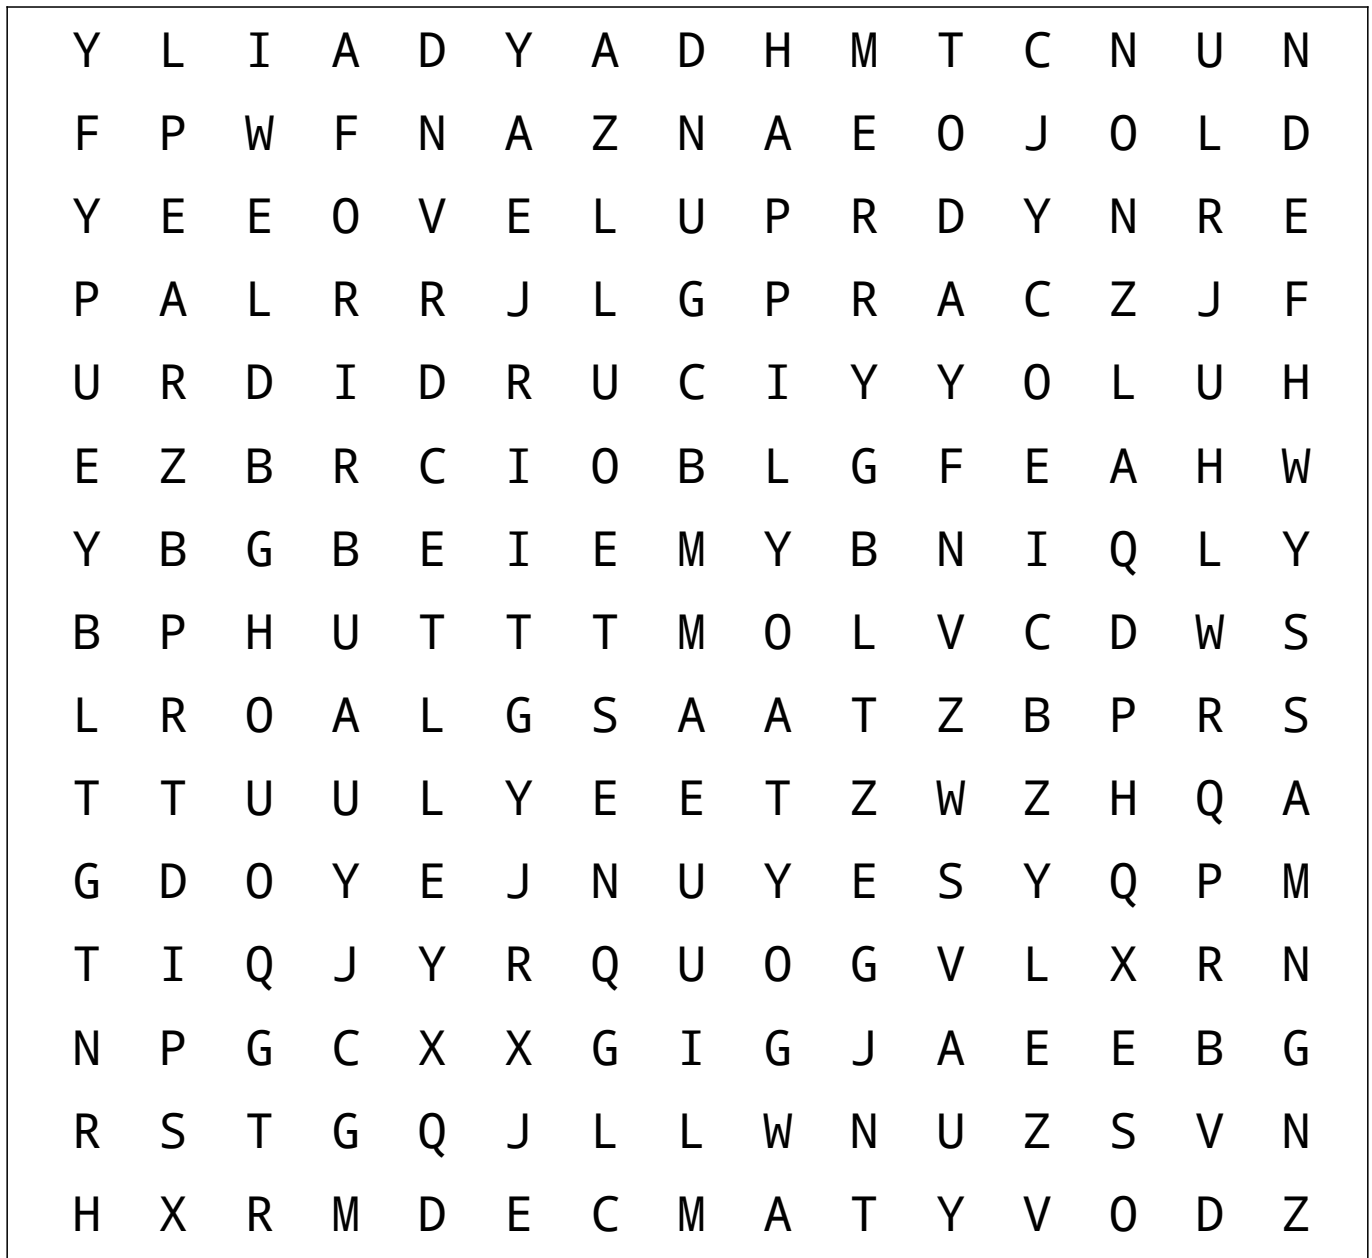 Y L I A D Y A D H M T C N U N
F P W F N A Z N A E O J O L D
Y E E O V E L U P R D Y N R E
P A L R R J L G P R A C Z J F
U R D I D R U C I Y Y O L U H
E Z B R C I O B L G F E A H W
Y B G B E I E M Y B N I Q L Y
B P H U T T T M O L V C D W S
L R O A L G S A A T Z B P R S
T T U U L Y E E T Z W Z H Q A
G D O Y E J N U Y E S Y Q P M
T I Q J Y R Q U O G V L X R N
N P G C X X G I G J A E E B G
R S T G Q J L L W N U Z S V N
H X R M D E C M A T Y V O D Z